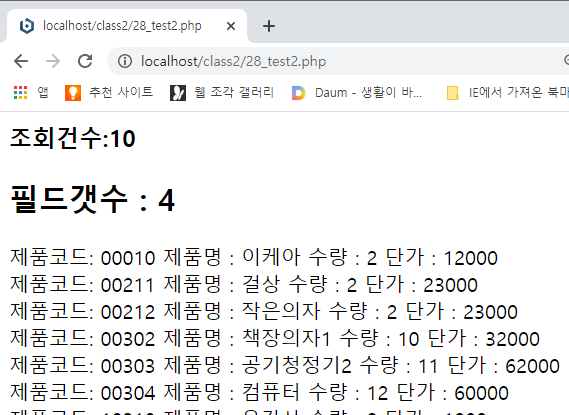 localhost/class2/28_test2.php
localhost/class2/28_test2.php
앱 추천 사이트 웹 조각 갤러리 Daum - 생활이 바... IE에서 가져온 북마
조회건수:10
필드갯수 : 4
제품코드: 00010 제품명 : 이케아 수량 : 2 단가 : 12000
제품코드: 00211 제품명 : 걸상 수량 : 2 단가 : 23000
제품코드: 00212 제품명 : 작은의자 수량 : 2 단가 : 23000
제품코드: 00302 제품명 : 책장의자1 수량 : 10 단가 : 32000
제품코드: 00303 제품명 : 공기청정기2 수량 : 11 단가 : 62000
제품코드: 00304 제품명 : 컴퓨터 수량 : 12 단가 : 60000